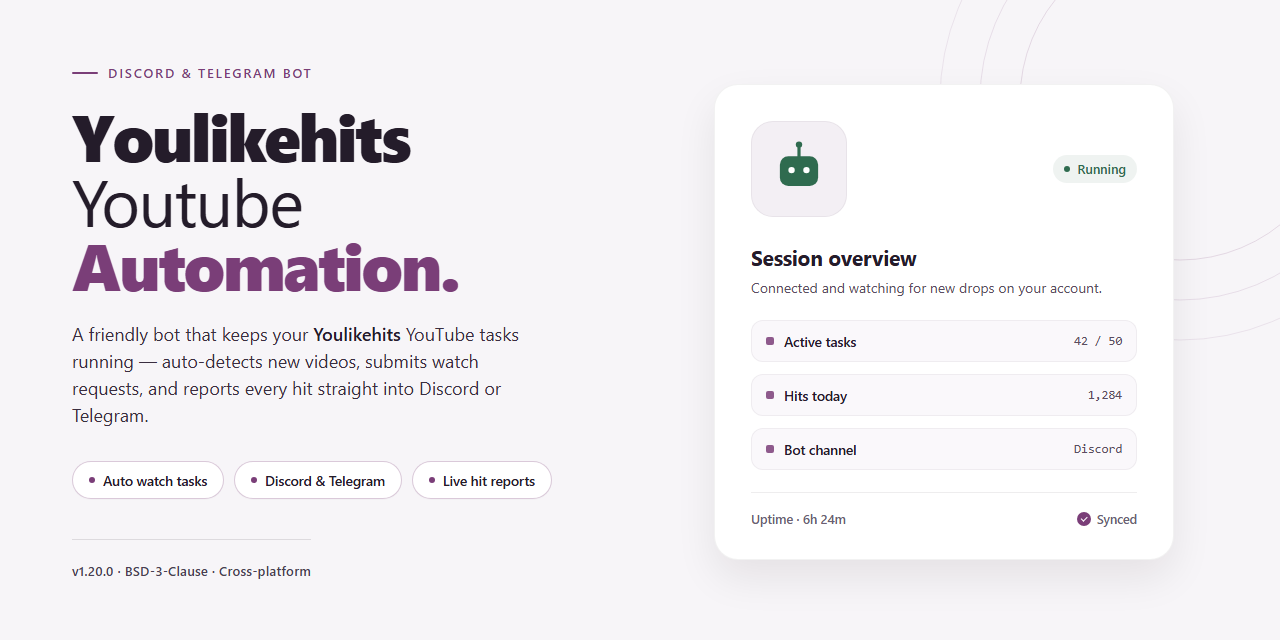 DISCORD & TELEGRAM BOT
Youlikehits
Youtube
Automation.
A friendly bot that keeps your Youlikehits YouTube tasks
running — auto-detects new videos, submits watch
requests, and reports every hit straight into Discord or
Telegram.
Auto watch tasks
Discord & Telegram
Live hit reports
v1.20.0 · BSD-3-Clause · Cross-platform
Running
Session overview
Connected and watching for new drops on your account.
Active tasks 42 / 50
Hits today 1,284
Bot channel Discord
Uptime · 6h 24m Synced